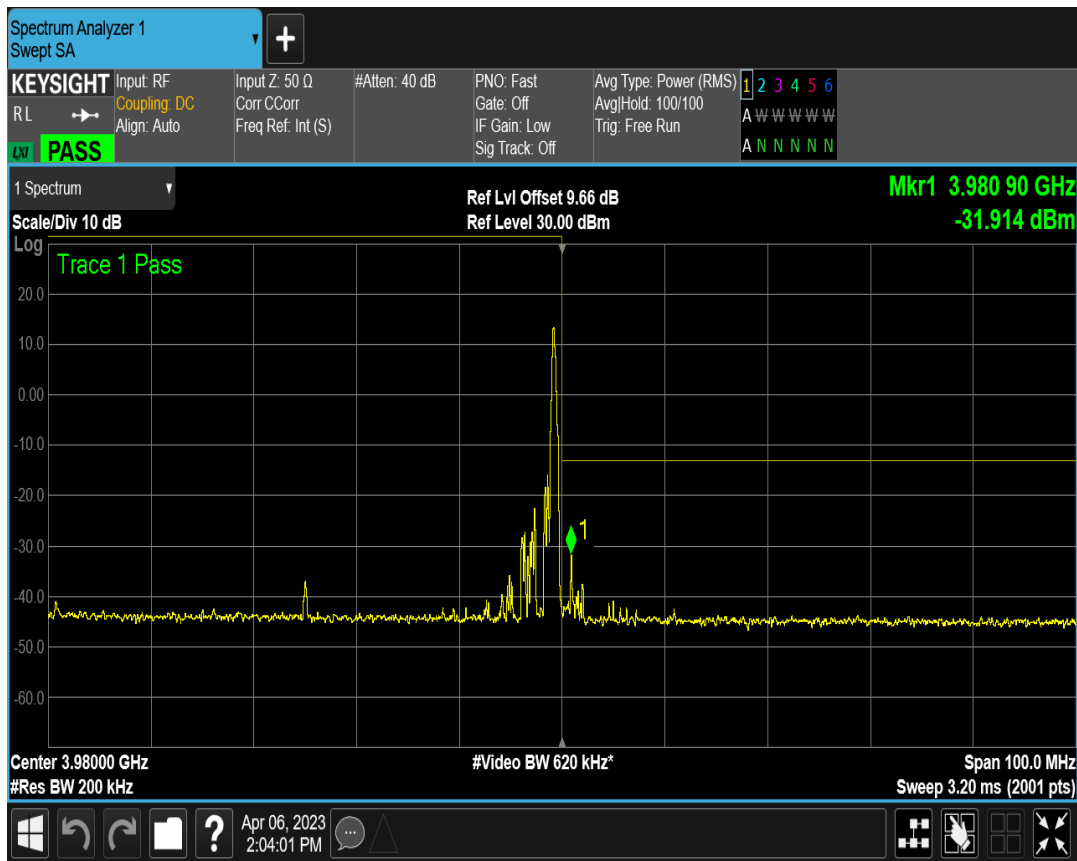 Spectrum Analyzer 1
Swept SA
+
KEYSIGHT
RL
LXI PASS
Input: RF
Coupling: DC
Align: Auto
Input Z: 50 Ω
Corr CCorr
Freq Ref: Int (S)
#Atten: 40 dB
PNO: Fast
Gate: Off
IF Gain: Low
Sig Track: Off
Avg Type: Power (RMS)
Avg|Hold: 100/100
Trig: Free Run
1 2 3 4 5 6
A W W W W W
A N N N N N
1 Spectrum
Scale/Div 10 dB
Ref Lvl Offset 9.66 dB
Ref Level 30.00 dBm
Mkr1 3.980 90 GHz
-31.914 dBm
Log
Trace 1 Pass
20.0
10.0
0.00
-10.0
-20.0
-30.0
-40.0
-50.0
-60.0
1
Center 3.98000 GHz
#Res BW 200 kHz
#Video BW 620 kHz*
Span 100.0 MHz
Sweep 3.20 ms (2001 pts)
?
Apr 06, 2023
2:04:01 PM